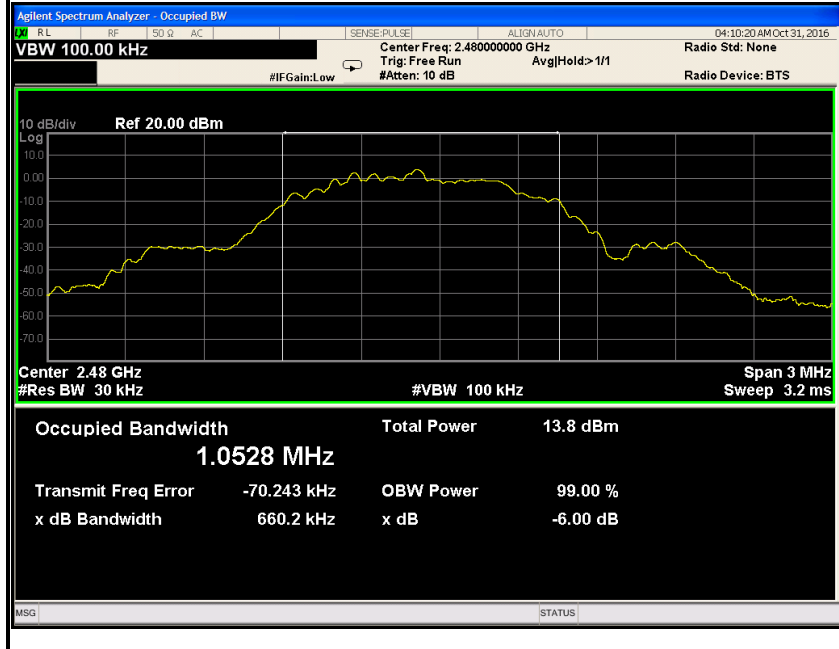 Agilent Spectrum Analyzer - Occupied BW
LXI RL RF 50 Ω AC SENSE:PULSE ALIGN AUTO 04:10:20 AM Oct 31, 2016
VBW 100.00 kHz Center Freq: 2.480000000 GHz Radio Std: None
Trig: Free Run Avg|Hold:>1/1
#IFGain:Low #Atten: 10 dB Radio Device: BTS
10 dB/div Ref 20.00 dBm
Log
10.0
0.00
-10.0
-20.0
-30.0
-40.0
-50.0
-60.0
-70.0
Center 2.48 GHz Span 3 MHz
#Res BW 30 kHz #VBW 100 kHz Sweep 3.2 ms
Occupied Bandwidth Total Power 13.8 dBm
1.0528 MHz
Transmit Freq Error -70.243 kHz OBW Power 99.00 %
x dB Bandwidth 660.2 kHz x dB -6.00 dB
MSG STATUS